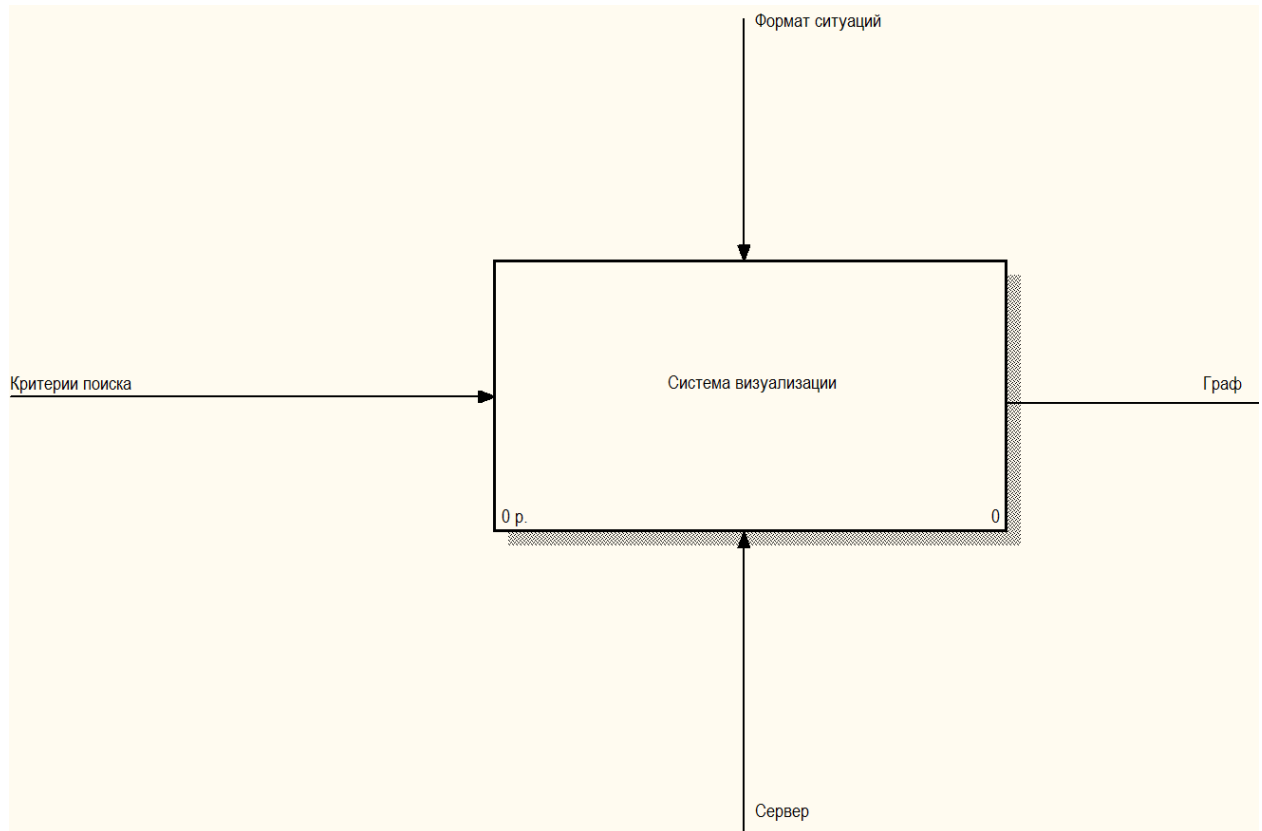 Формат ситуаций
Критерии поиска
Система визуализации
Граф
0 р.
0
Сервер